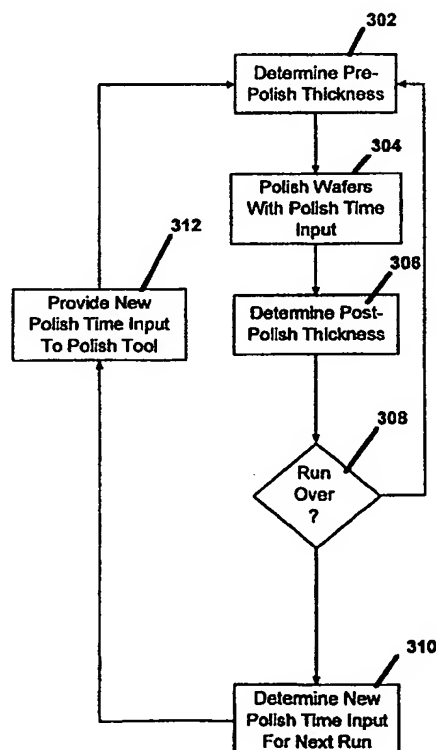 302
Determine Pre-
Polish Thickness
304
Polish Wafers
With Polish Time
Input
312
Provide New
Polish Time Input
To Polish Tool
306
Determine Post-
Polish Thickness
308
Run
Over
?
310
Determine New
Polish Time Input
For Next Run